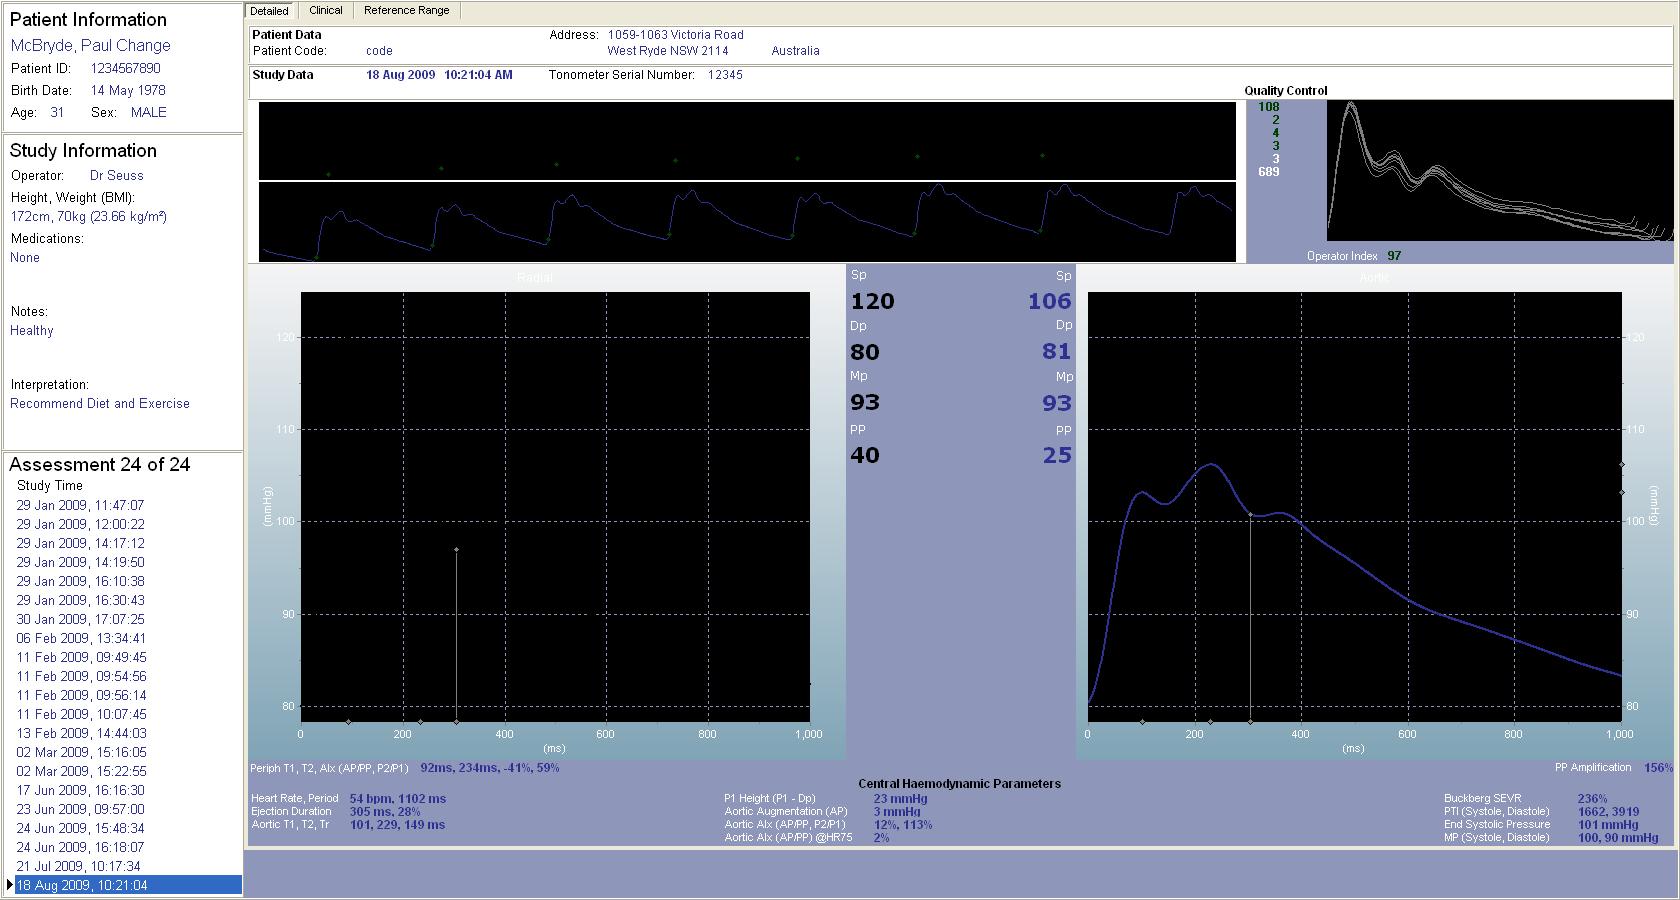 Patient Information
McBryde, Paul Change
Patient ID: 1234567890
Birth Date: 14 May 1978
Age: 31 Sex: MALE
Study Information
Operator: Dr Seuss
Height, Weight (BMI):
172cm, 70kg (23.66 kg/m²)
Medications:
None
Notes:
Healthy
Interpretation:
Recommend Diet and Exercise
Assessment 24 of 24
Study Time
29 Jan 2009, 11:47:07
29 Jan 2009, 12:00:22
29 Jan 2009, 14:17:12
29 Jan 2009, 14:19:50
29 Jan 2009, 16:10:38
29 Jan 2009, 16:30:43
30 Jan 2009, 17:07:25
06 Feb 2009, 13:34:41
11 Feb 2009, 09:49:45
11 Feb 2009, 09:54:56
11 Feb 2009, 09:56:14
11 Feb 2009, 10:07:45
13 Feb 2009, 14:44:03
02 Mar 2009, 15:16:05
02 Mar 2009, 15:22:55
17 Jun 2009, 16:16:30
23 Jun 2009, 09:57:00
24 Jun 2009, 15:48:34
24 Jun 2009, 16:18:07
21 Jul 2009, 10:17:34
18 Aug 2009, 10:21:04
Detailed Clinical Reference Range
Patient Data Address: 1059-1063 Victoria Road
Patient Code: code West Ryde NSW 2114 Australia
Study Data 18 Aug 2009 10:21:04 AM Tonometer Serial Number: 12345
Quality Control
108
2
4
3
3
689
Operator Index 97
Radial
120
110
100
90
80
(mmHg)
0 200 400 600 800 1,000
(ms)
Sp Sp
120 106
Dp Dp
80 81
Mp Mp
93 93
PP PP
40 25
Aortic
120
110
100
90
80
(mmHg)
0 200 400 600 800 1,000
(ms)
Periph T1, T2, AIx (AP/PP, P2/P1) 92ms, 234ms, -41%, 59%
PP Amplification 156%
Central Haemodynamic Parameters
Heart Rate, Period 54 bpm, 1102 ms
Ejection Duration 305 ms, 28%
Aortic T1, T2, Tr 101, 229, 149 ms
P1 Height (P1 - Dp) 23 mmHg
Aortic Augmentation (AP) 3 mmHg
Aortic AIx (AP/PP, P2/P1) 12%, 113%
Aortic AIx (AP/PP) @HR75 2%
Buckberg SEVR 236%
PTI (Systole, Diastole) 1662, 3919
End Systolic Pressure 101 mmHg
MP (Systole, Diastole) 100, 90 mmHg